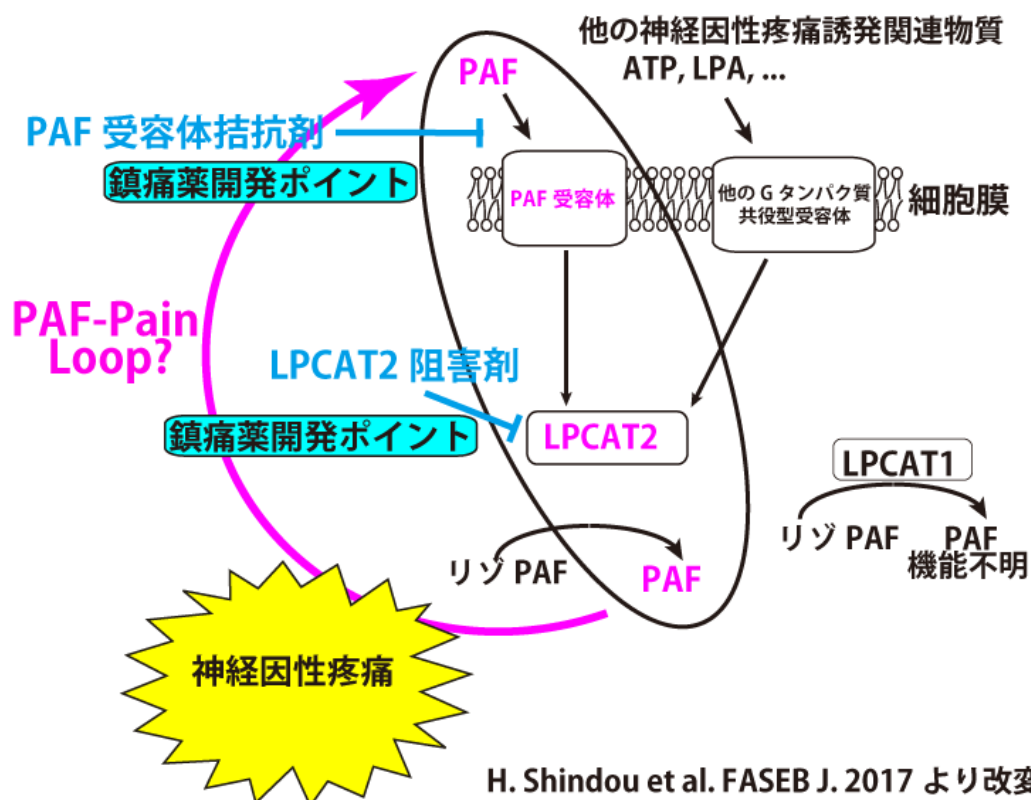 他の神経因性疼痛誘発関連物質
ATP, LPA, ...
PAF
PAF 受容体拮抗剤
鎮痛薬開発ポイント
PAF 受容体
他の G タンパク質
共役型受容体
細胞膜
PAF-Pain
Loop?
LPCAT2 阻害剤
鎮痛薬開発ポイント
LPCAT2
LPCAT1
リゾ PAF
PAF
機能不明
リゾ PAF
PAF
神経因性疼痛
H. Shindou et al. FASEB J. 2017 より改変